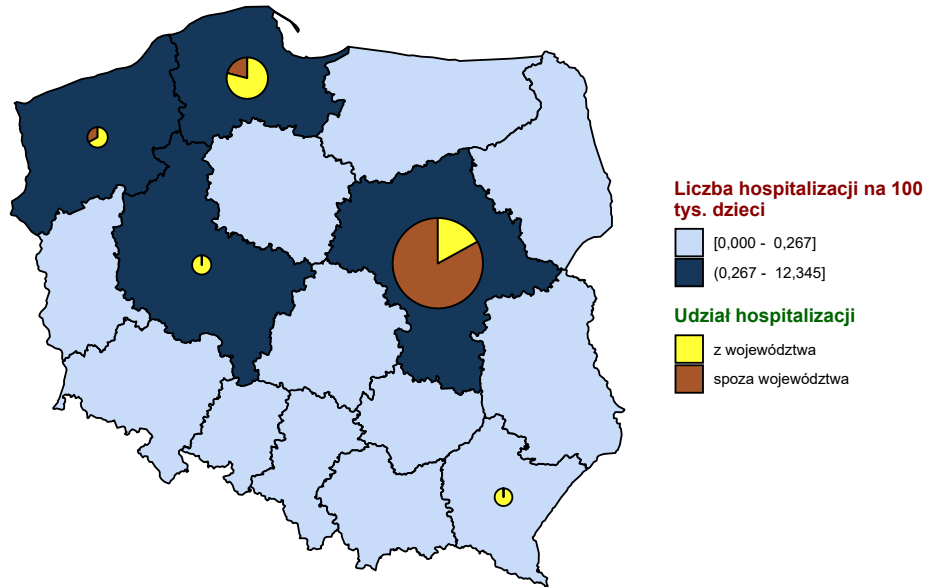 Liczba hospitalizacji na 100
tys. dzieci
[0,000 - 0,267]
(0,267 - 12,345]
Udział hospitalizacji
z województwa
spoza województwa